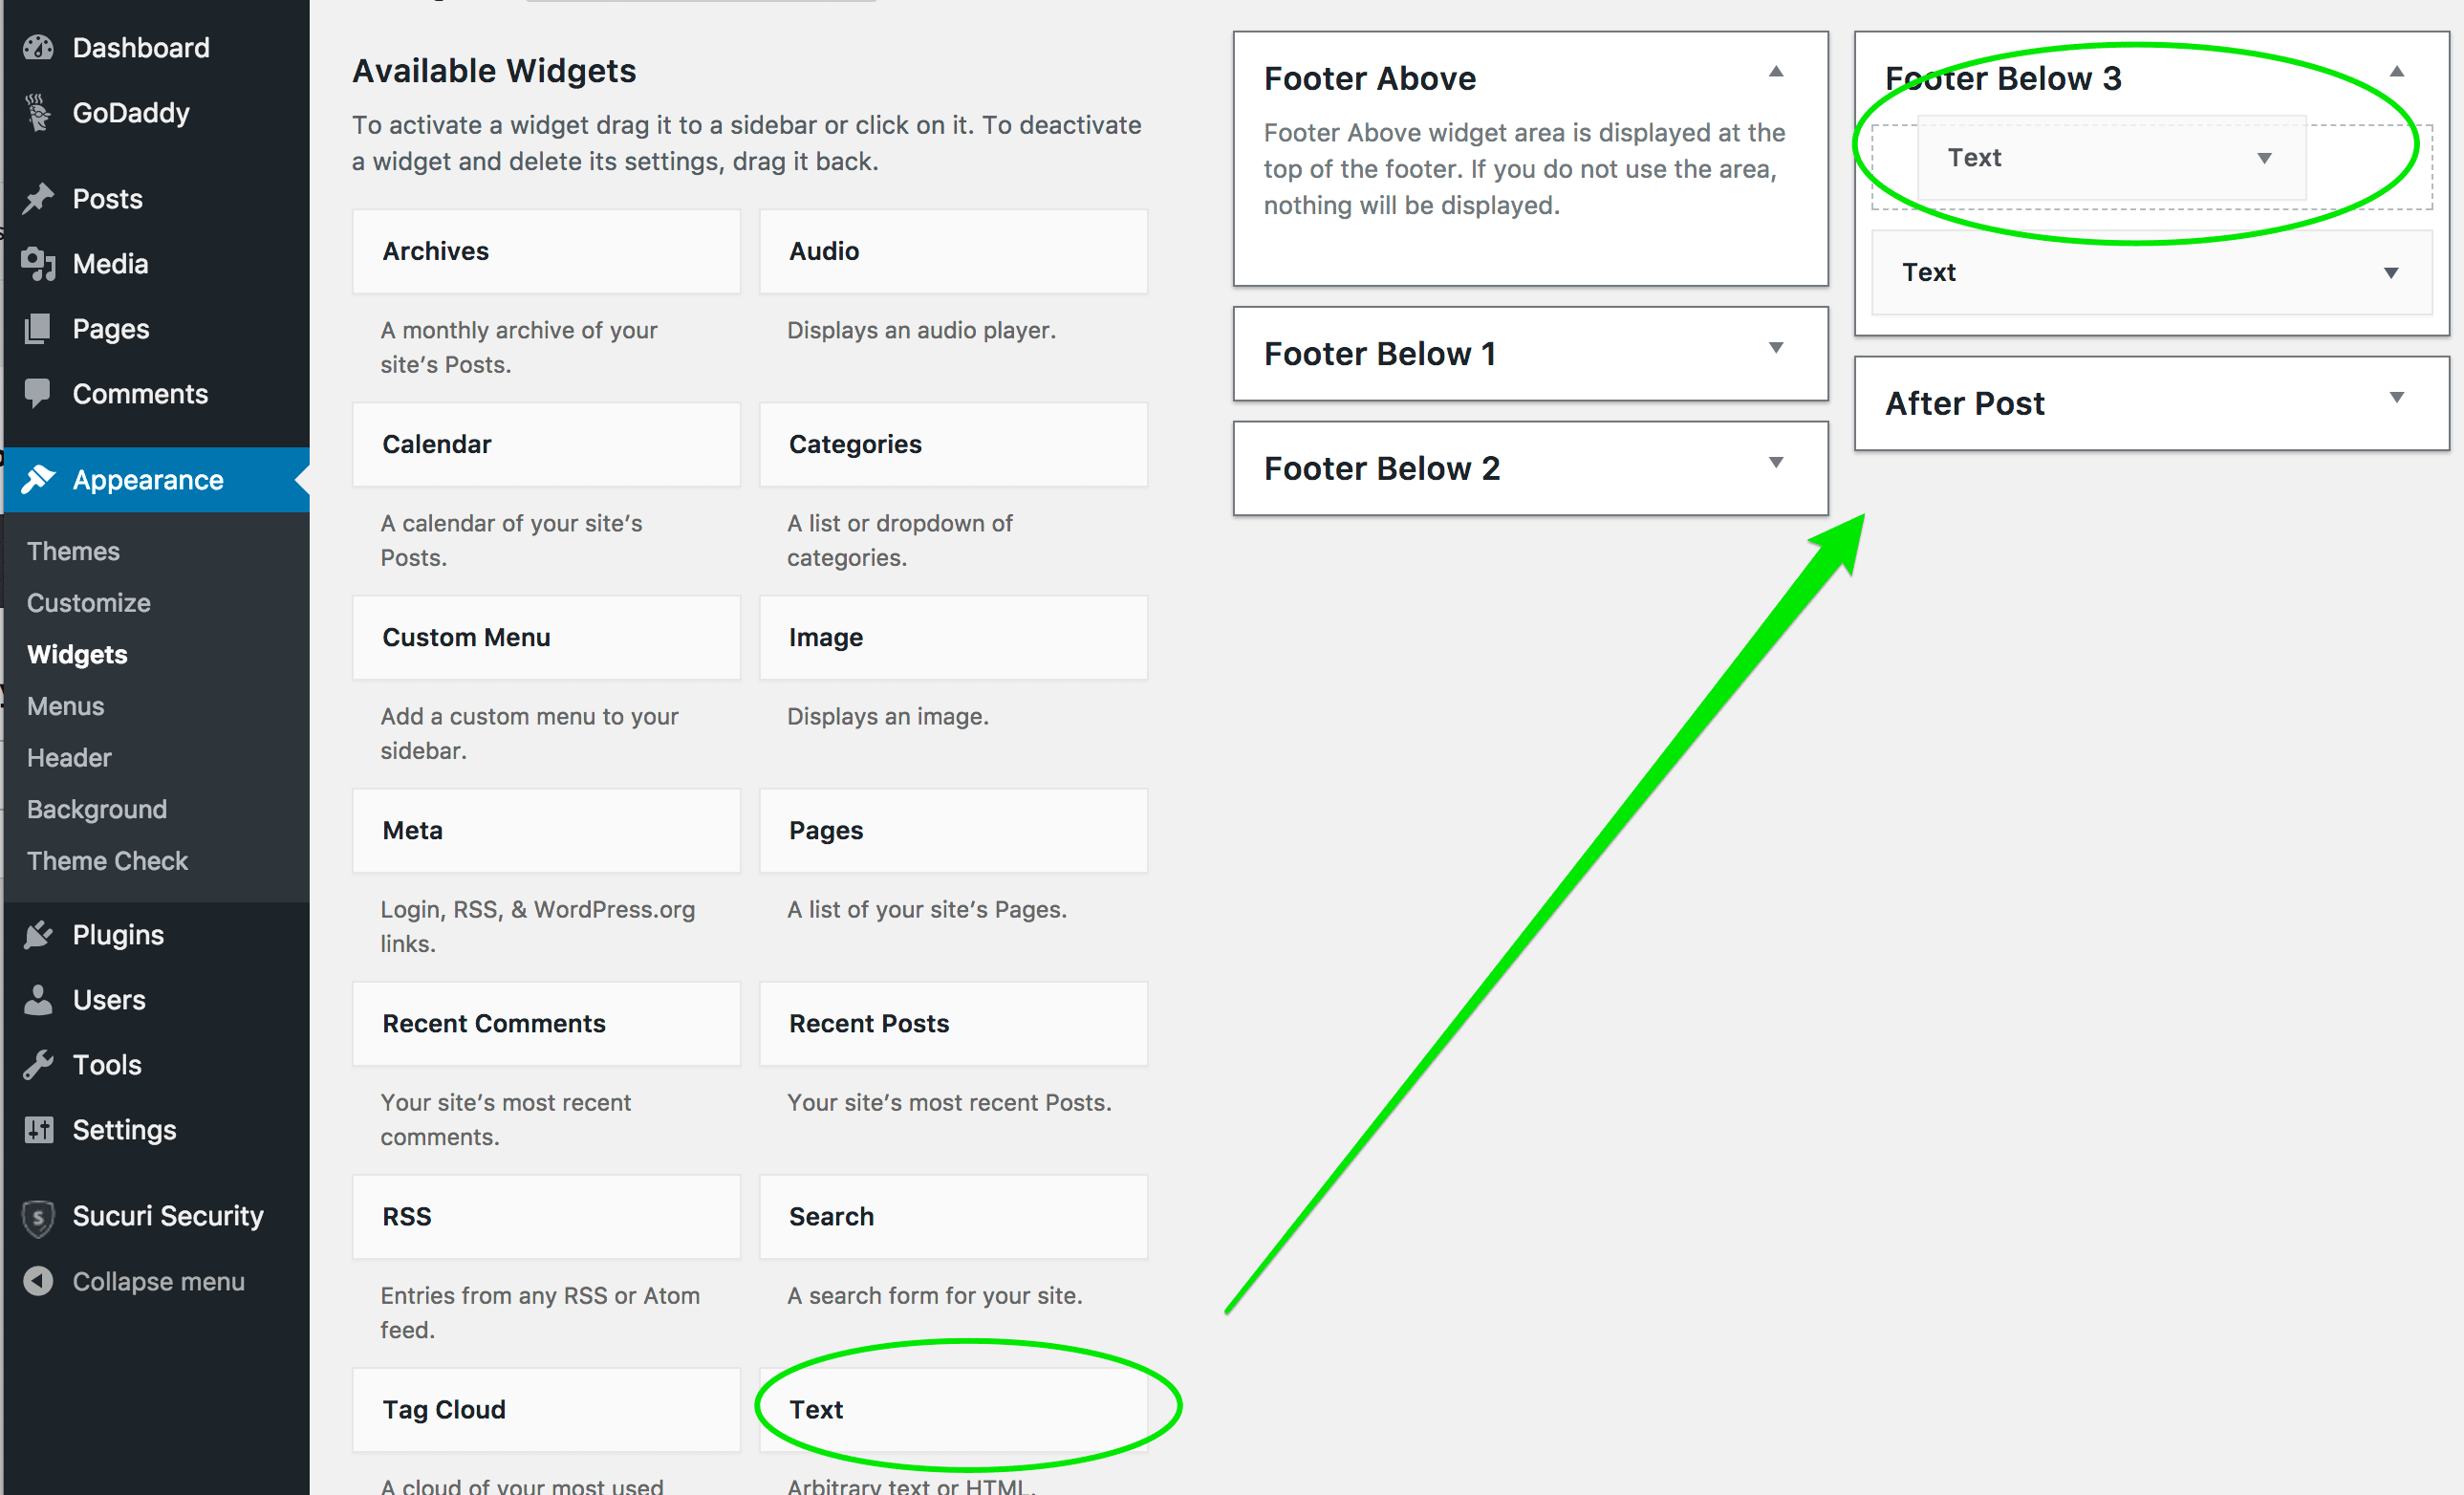 Dashboard
GoDaddy
Posts
Media
Pages
Comments
Appearance
Themes
Customize
Widgets
Menus
Header
Background
Theme Check
Plugins
Users
Tools
Settings
Sucuri Security
Collapse menu
Available Widgets
To activate a widget drag it to a sidebar or click on it. To deactivate
a widget and delete its settings, drag it back.
Archives
A monthly archive of your
site’s Posts.
Audio
Displays an audio player.
Calendar
A calendar of your site’s
Posts.
Categories
A list or dropdown of
categories.
Custom Menu
Add a custom menu to your
sidebar.
Image
Displays an image.
Meta
Login, RSS, & WordPress.org
links.
Pages
A list of your site’s Pages.
Recent Comments
Your site’s most recent
comments.
Recent Posts
Your site’s most recent Posts.
RSS
Entries from any RSS or Atom
feed.
Search
A search form for your site.
Tag Cloud
A cloud of your most used
Text
Arbitrary text or HTML.
Footer Above
Footer Above widget area is displayed at the
top of the footer. If you do not use the area,
nothing will be displayed.
Footer Below 1
Footer Below 2
Footer Below 3
Text
Text
After Post